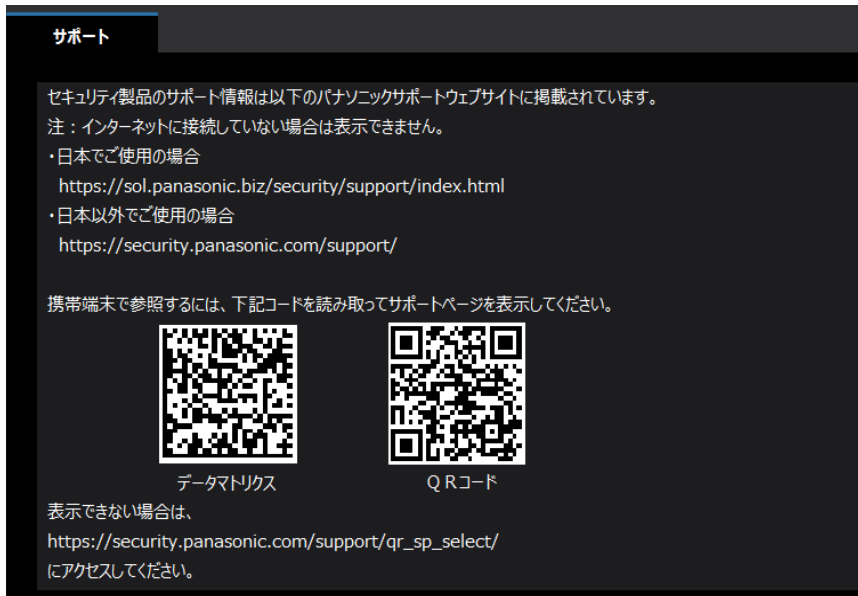 サポート
セキュリティ製品のサポート情報は以下のパナソニックサポートウェブサイトに掲載されています。
注：インターネットに接続していない場合は表示できません。
・日本でご使用の場合
https://sol.panasonic.biz/security/support/index.html
・日本以外でご使用の場合
https://security.panasonic.com/support/
携帯端末で参照するには、下記コードを読み取ってサポートページを表示してください。
データマトリクス
ＱＲコード
表示できない場合は、
https://security.panasonic.com/support/qr_sp_select/
にアクセスしてください。